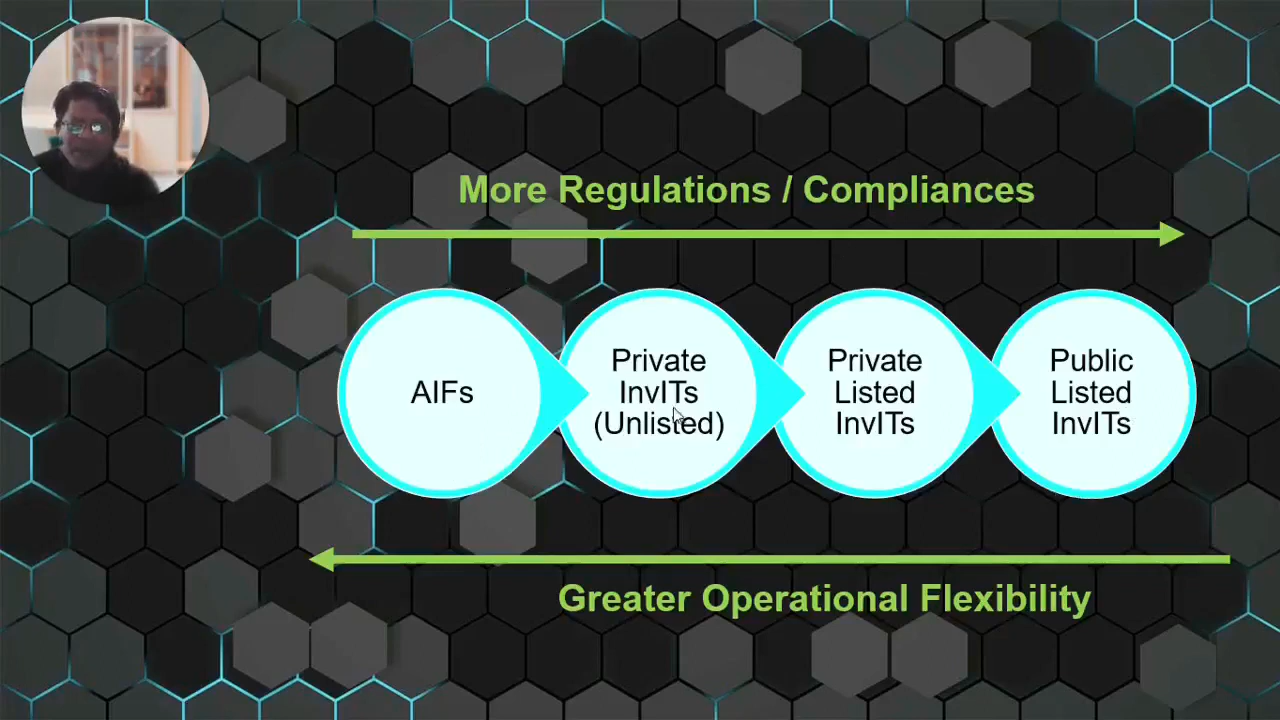 More Regulations / Compliances
AIFs
Private
InvITs
(Unlisted)
Private
Listed
InvITs
Public
Listed
InvITs
Greater Operational Flexibility